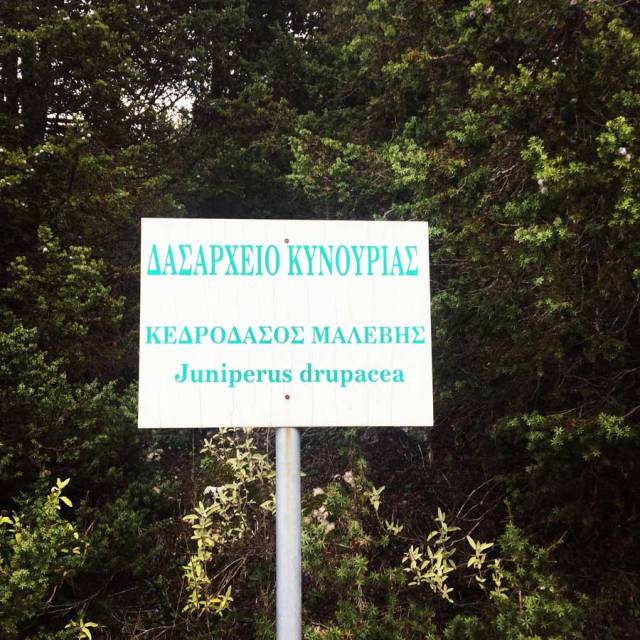 ΔΑΣΑΡΧΕΙΟ ΚΥΝΟΥΡΙΑΣ
ΚΕΔΡΟΔΑΣΟΣ ΜΑΛΕΒΗΣ
Juniperus drupacea